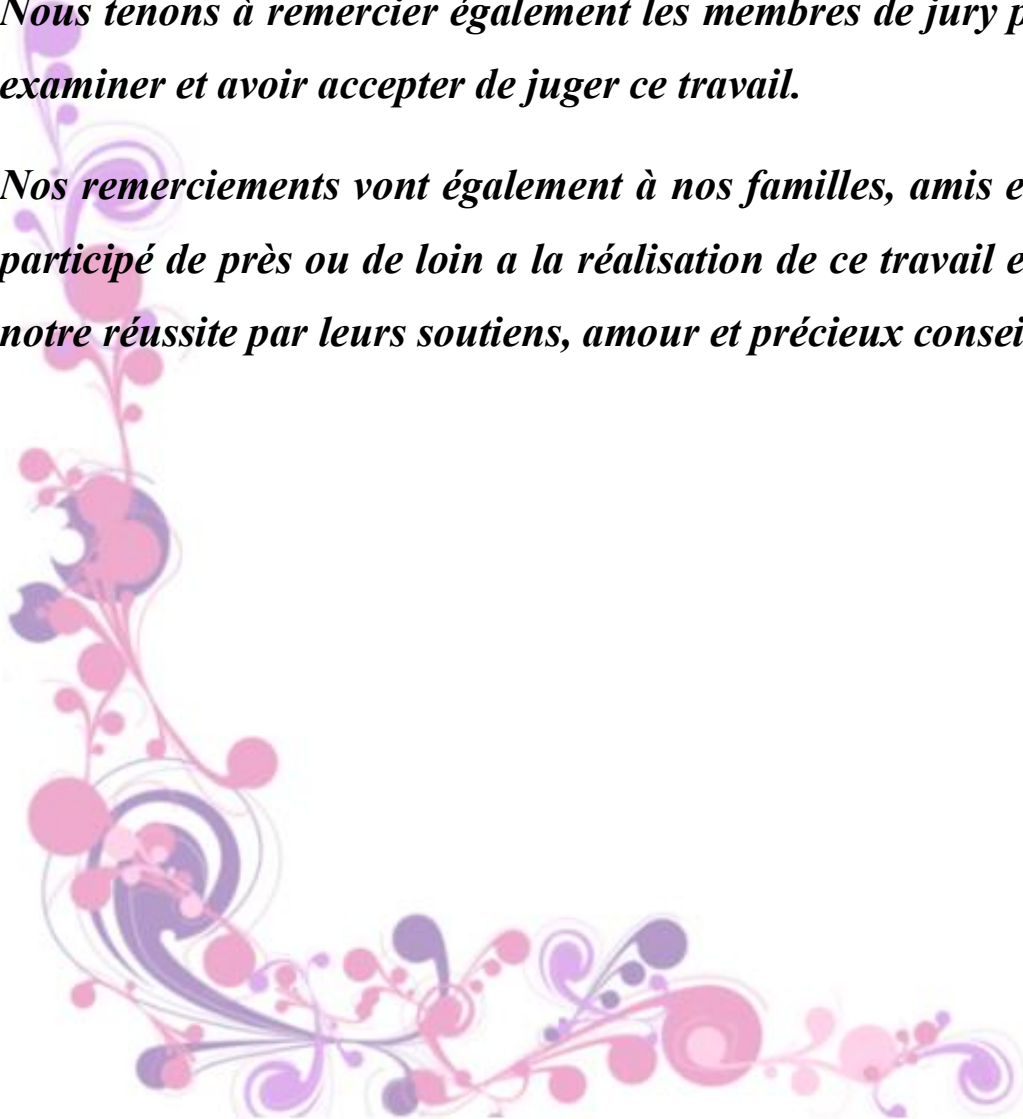 Nous tenons à remercier également les membres de jury p
examiner et avoir accepter de juger ce travail.
Nos remerciements vont également à nos familles, amis e
participé de près ou de loin a la réalisation de ce travail e
notre réussite par leurs soutiens, amour et précieux consei